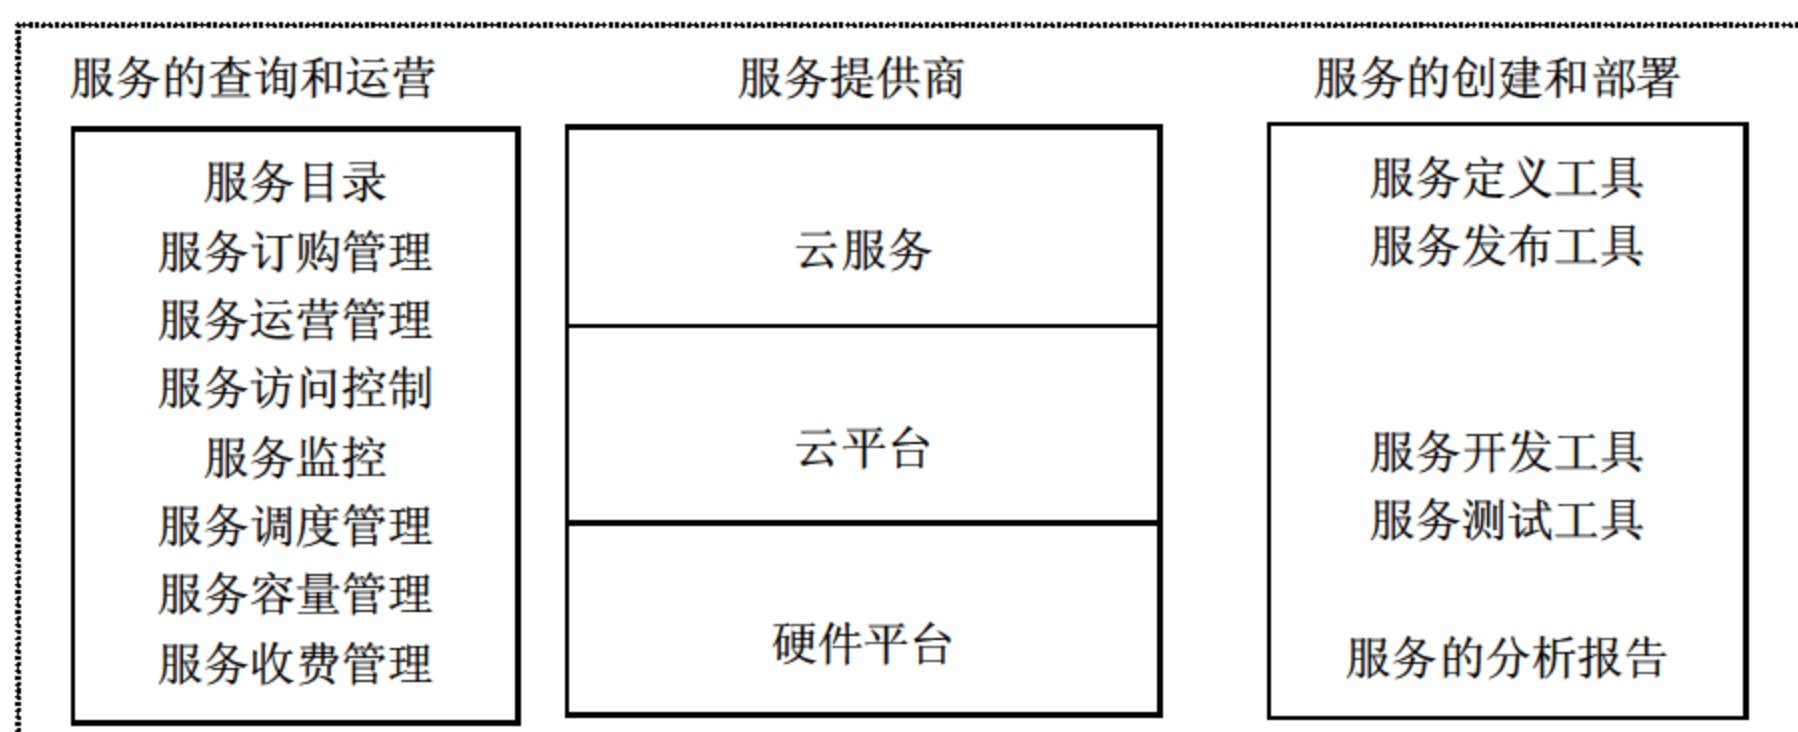 服务的查询和运营
服务目录
服务订购管理
服务运营管理
服务访问控制
服务监控
服务调度管理
服务容量管理
服务收费管理
服务提供商
云服务
云平台
硬件平台
服务的创建和部署
服务定义工具
服务发布工具
服务开发工具
服务测试工具
服务的分析报告